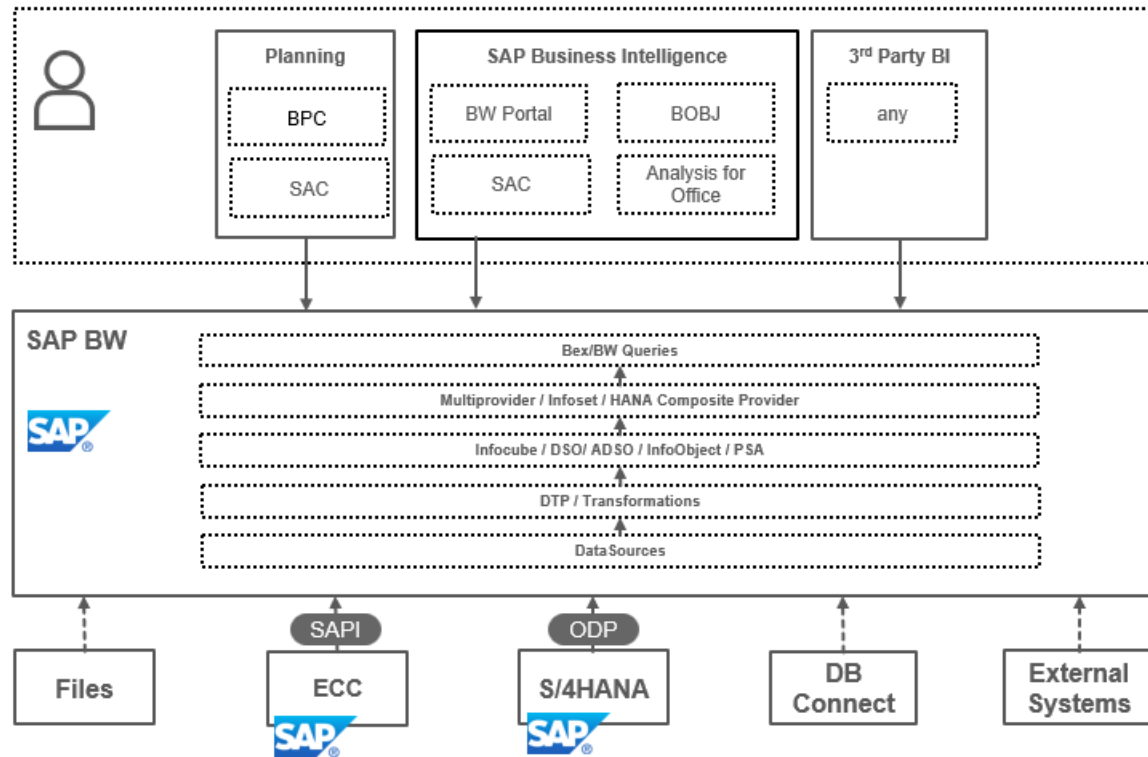 Planning
BPC
SAC
SAP Business Intelligence
BW Portal
BOBJ
SAC
Analysis for
Office
3rd Party BI
any
SAP BW
SAP®
Bex/BW Queries
Multiprovider / Infoset / HANA Composite Provider
Infocube / DSO/ ADSO / InfoObject / PSA
DTP / Transformations
DataSources
SAPI
ODP
Files
ECC
SAP®
S/4HANA
SAP®
DB
Connect
External
Systems